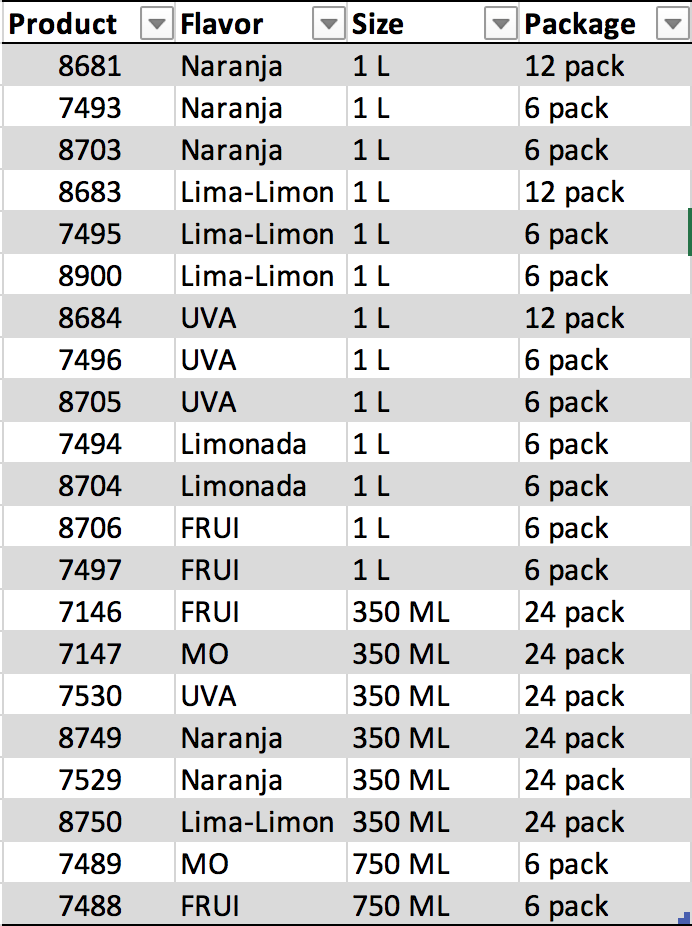 Product Flavor Size Package
8681 Naranja 1 L 12 pack
7493 Naranja 1 L 6 pack
8703 Naranja 1 L 6 pack
8683 Lima-Limon 1 L 12 pack
7495 Lima-Limon 1 L 6 pack
8900 Lima-Limon 1 L 6 pack
8684 UVA 1 L 12 pack
7496 UVA 1 L 6 pack
8705 UVA 1 L 6 pack
7494 Limonada 1 L 6 pack
8704 Limonada 1 L 6 pack
8706 FRUI 1 L 6 pack
7497 FRUI 1 L 6 pack
7146 FRUI 350 ML 24 pack
7147 MO 350 ML 24 pack
7530 UVA 350 ML 24 pack
8749 Naranja 350 ML 24 pack
7529 Naranja 350 ML 24 pack
8750 Lima-Limon 350 ML 24 pack
7489 MO 750 ML 6 pack
7488 FRUI 750 ML 6 pack